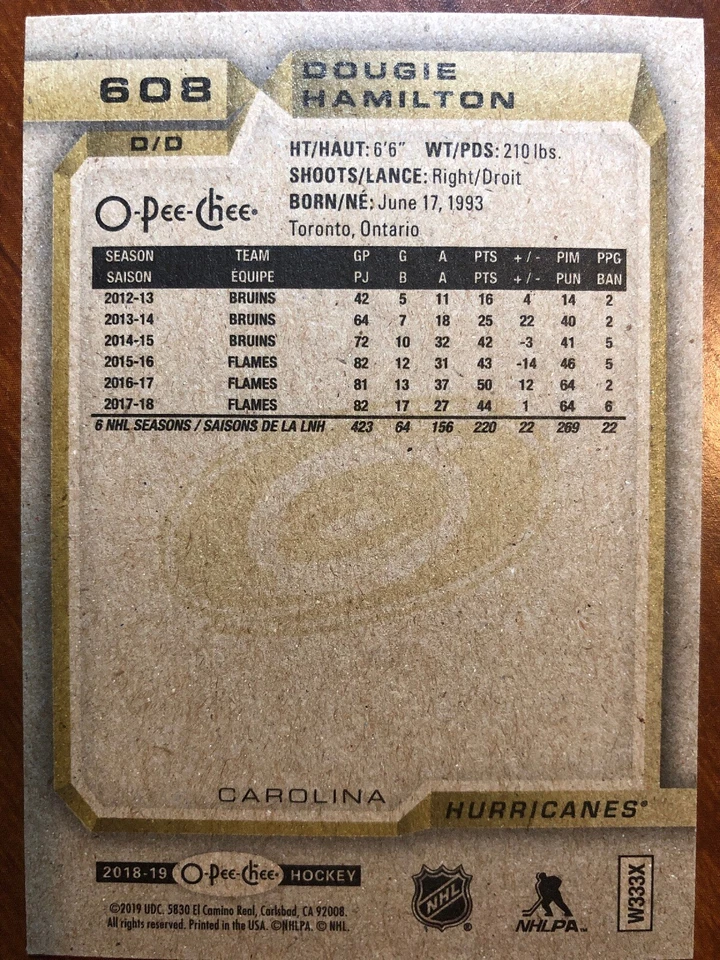 608
DOUGIE
HAMILTON
D/D
HT/HAUT: 6'6" WT/PDS: 210 lbs.
SHOOTS/LANCE: Right/Droit
BORN/NÉ: June 17, 1993
Toronto, Ontario
O-Pee-Chee®
SEASON TEAM GP G A PTS + / - PIM PPG
SAISON ÉQUIPE PJ B A PTS + / - PUN BAN
2012-13 BRUINS 42 5 11 16 4 14 2
2013-14 BRUINS 64 7 18 25 22 40 2
2014-15 BRUINS 72 10 32 42 -3 41 5
2015-16 FLAMES 82 12 31 43 -14 46 5
2016-17 FLAMES 81 13 37 50 12 64 2
2017-18 FLAMES 82 17 27 44 1 64 6
6 NHL SEASONS / SAISONS DE LA LNH 423 64 156 220 22 269 22
CAROLINA
HURRICANES®
2018-19 O-Pee-Chee® HOCKEY
©2019 UDC. 5830 El Camino Real, Carlsbad, CA 92008.
All rights reserved. Printed in the USA. ©NHLPA. © NHL.
NHL®
NHLPA™
W333X